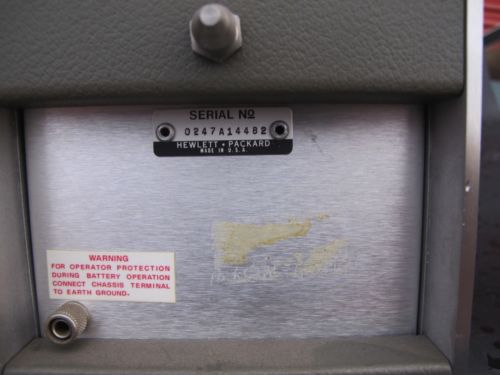 SERIAL NO
0247A14482
HEWLETT • PACKARD
MADE IN U.S.A
WARNING
FOR OPERATOR PROTECTION
DURING BATTERY OPERATION
CONNECT CHASSIS TERMINAL
TO EARTH GROUND.